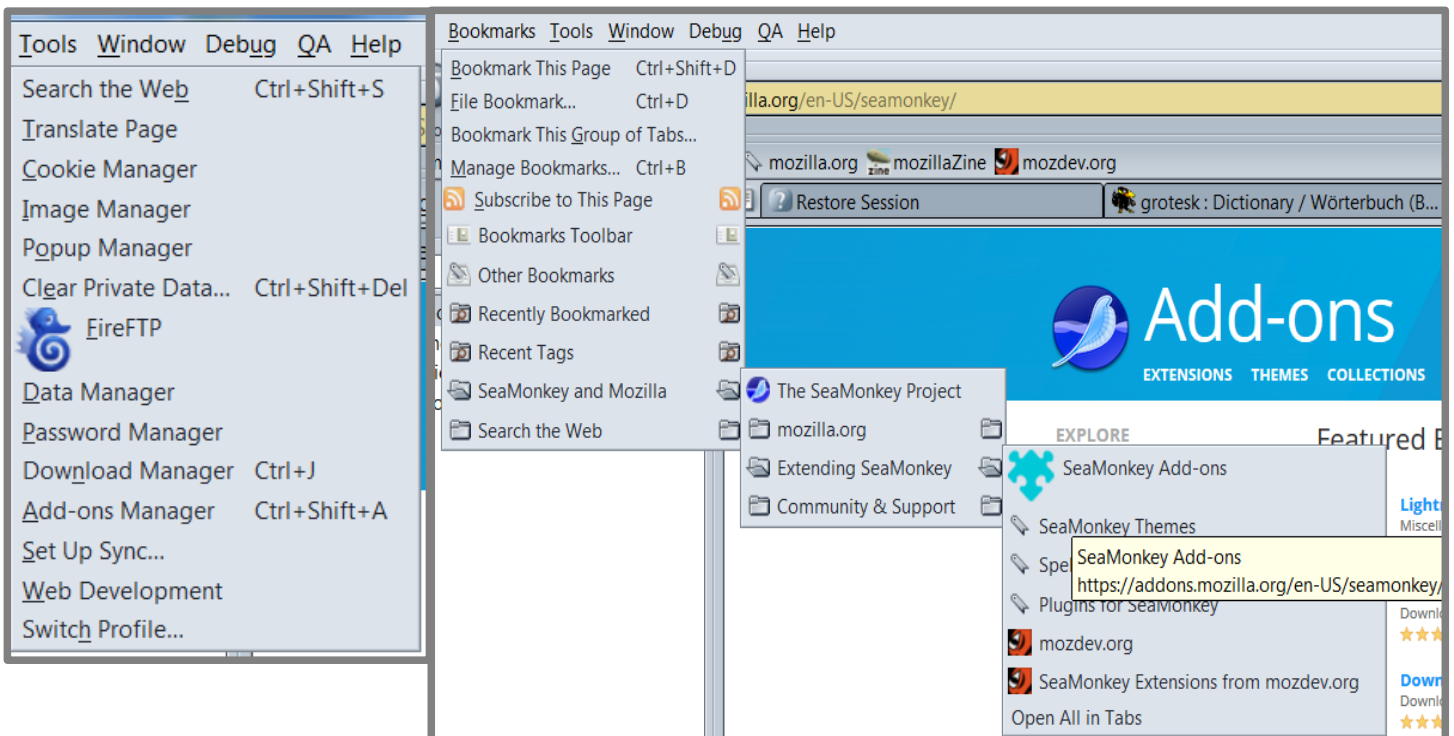 Tools Window Debug QA Help
Search the Web Ctrl+Shift+S
Translate Page
Cookie Manager
Image Manager
Popup Manager
Clear Private Data... Ctrl+Shift+Del
FireFTP
Data Manager
Password Manager
Download Manager Ctrl+J
Add-ons Manager Ctrl+Shift+A
Set Up Sync...
Web Development
Switch Profile...
Bookmarks Tools Window Debug QA Help
Bookmark This Page Ctrl+Shift+D
File Bookmark... Ctrl+D
Bookmark This Group of Tabs...
Manage Bookmarks... Ctrl+B
Subscribe to This Page
Bookmarks Toolbar
Other Bookmarks
Recently Bookmarked
Recent Tags
SeaMonkey and Mozilla
Search the Web
illa.org/en-US/seamonkey/
mozilla.org zine mozillaZine mozdev.org
Restore Session grotesk : Dictionary / Wörterbuch (B...
Add-ons
EXTENSIONS THEMES COLLECTIONS
The SeaMonkey Project
mozilla.org
Extending SeaMonkey
Community & Support
EXPLORE
Featured E
SeaMonkey Add-ons
SeaMonkey Themes
Spe
SeaMonkey Add-ons
https://addons.mozilla.org/en-US/seamonkey/
Plugins for SeaMonkey
mozdev.org
SeaMonkey Extensions from mozdev.org
Open All in Tabs
Light
Miscell
Downl
Down
Downl